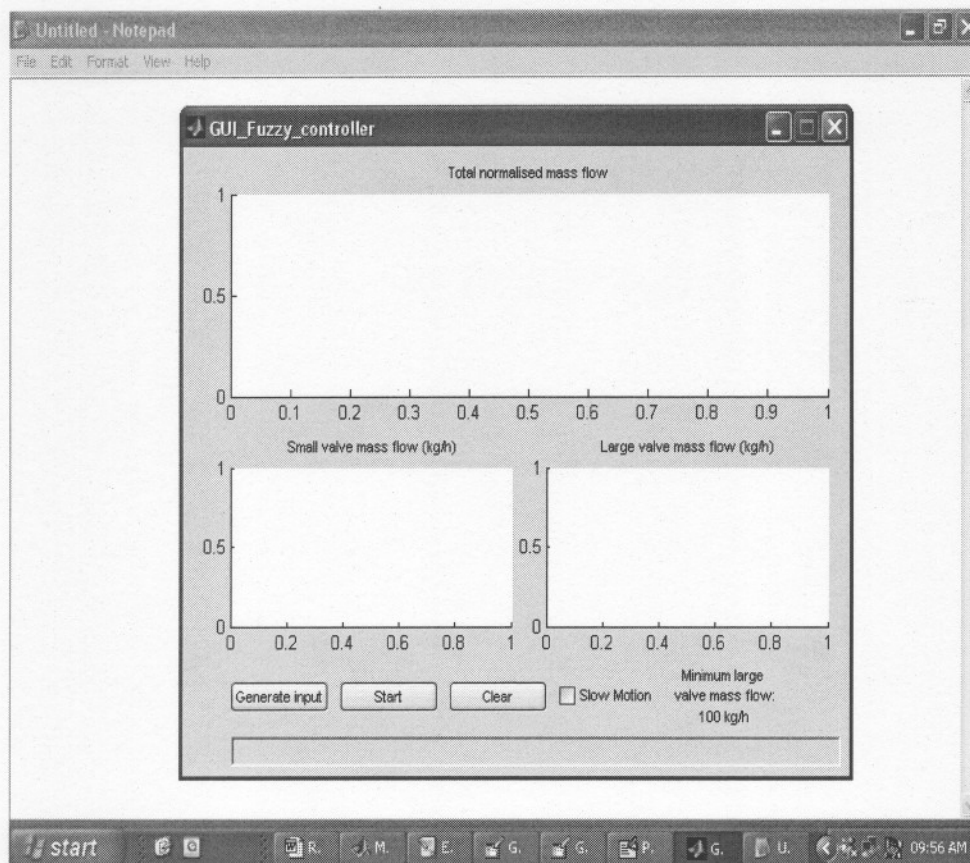 Untitled - Notepad
File Edit Format View Help
GUI_Fuzzy_controller
Total normalised mass flow
1
0.5
0
0 0.1 0.2 0.3 0.4 0.5 0.6 0.7 0.8 0.9 1
Small valve mass flow (kg/h) Large valve mass flow (kg/h)
1 1
0.5 0.5
0 0
0 0.2 0.4 0.6 0.8 1 0 0.2 0.4 0.6 0.8 1
Generate input Start Clear Slow Motion
Minimum large
valve mass flow:
100 kg/h
start R. M. E. G. G. P. G. U. 09:56 AM